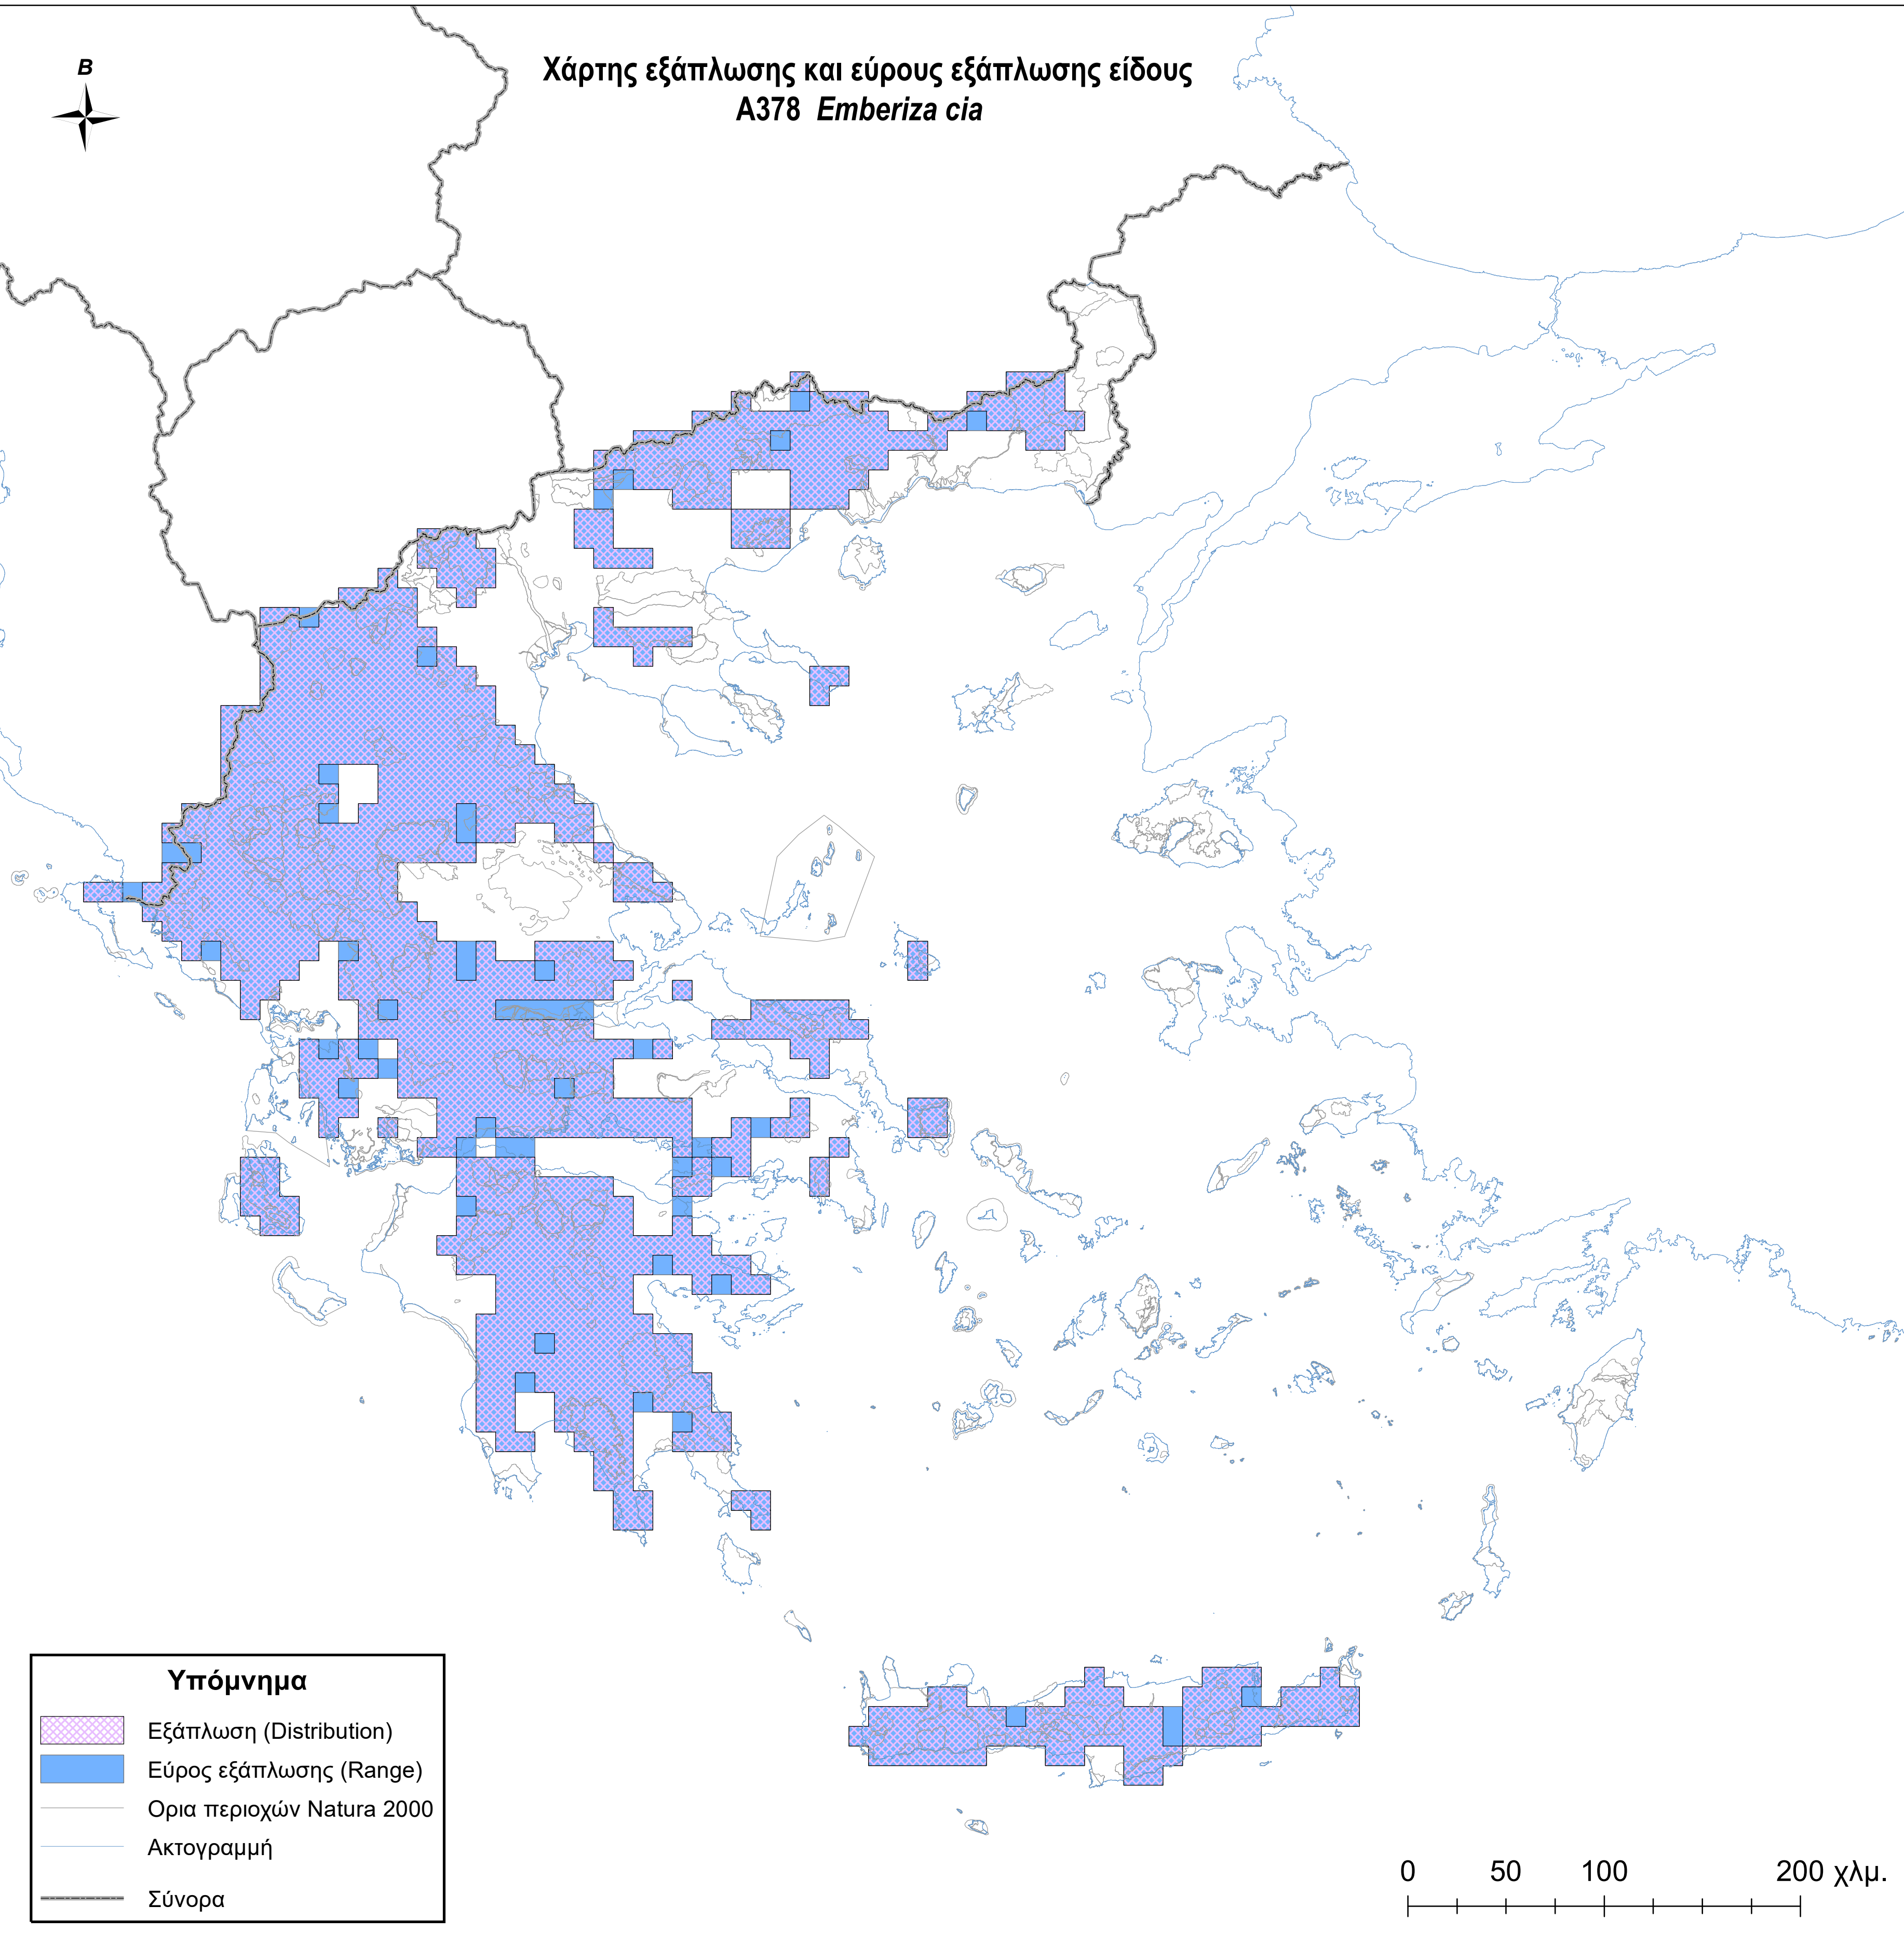 B
Χάρτης εξάπλωσης και εύρους εξάπλωσης είδους
A378 Emberiza cia
Υπόμνημα
Εξάπλωση (Distribution)
Εύρος εξάπλωσης (Range)
Ορια περιοχών Natura 2000
Ακτογραμμή
Σύνορα
0 50 100 200 χλμ.